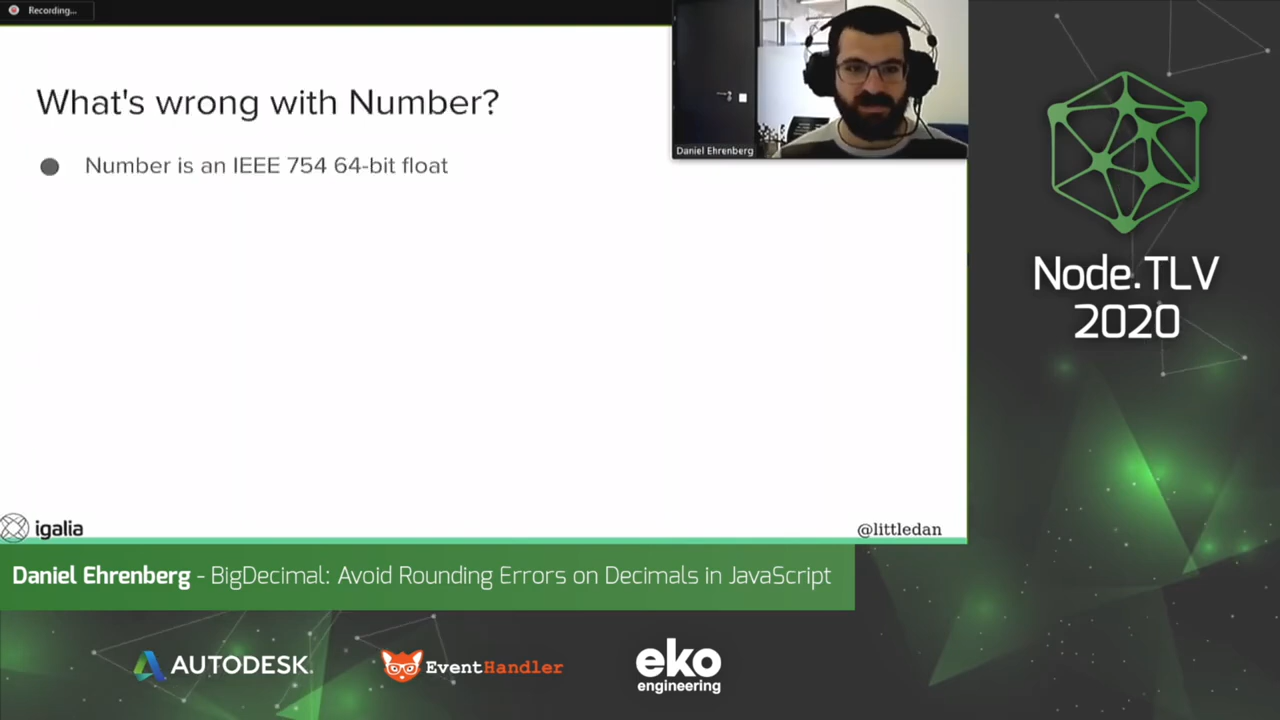 Recording...
What's wrong with Number?
Number is an IEEE 754 64-bit float
Daniel Ehrenberg
Node.TLV
2020
igalia
@littledan
Daniel Ehrenberg - BigDecimal: Avoid Rounding Errors on Decimals in JavaScript
AUTODESK.
EventHandler
eko
engineering